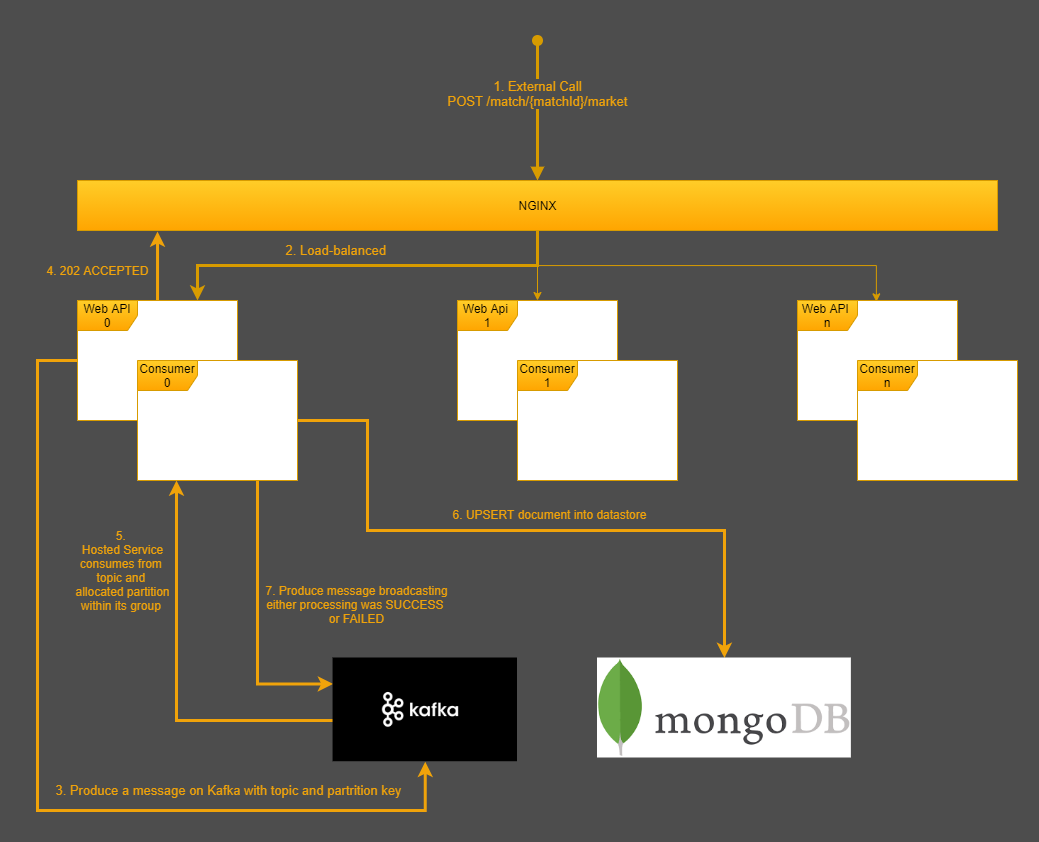 1. External Call
POST /match/{matchId}/market
NGINX
2. Load-balanced
4. 202 ACCEPTED
Web API
0
Web Api
1
Web API
n
Consumer
0
Consumer
1
Consumer
n
6. UPSERT document into datastore
5.
Hosted Service
consumes from
topic and
allocated partition
within its group
7. Produce message broadcasting
either processing was SUCCESS
or FAILED
kafka
mongoDB
3. Produce a message on Kafka with topic and partrition key